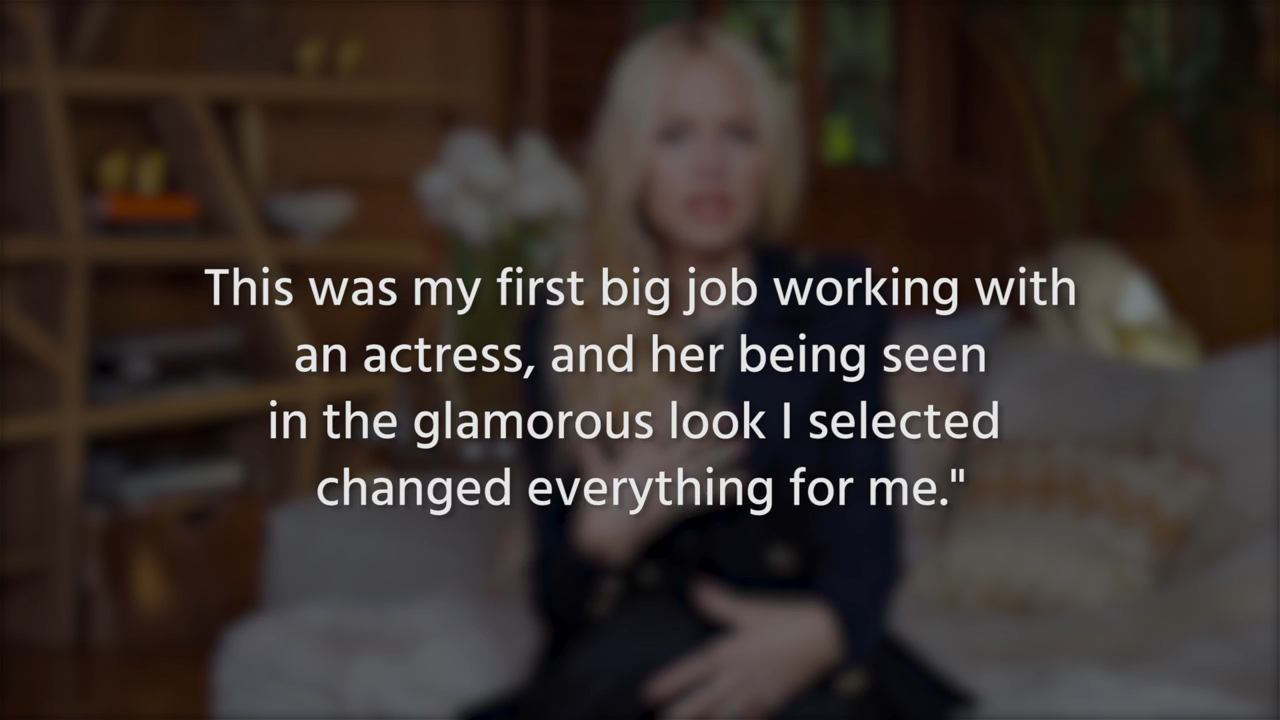 This was my first big job working with
an actress, and her being seen
in the glamorous look I selected
changed everything for me."